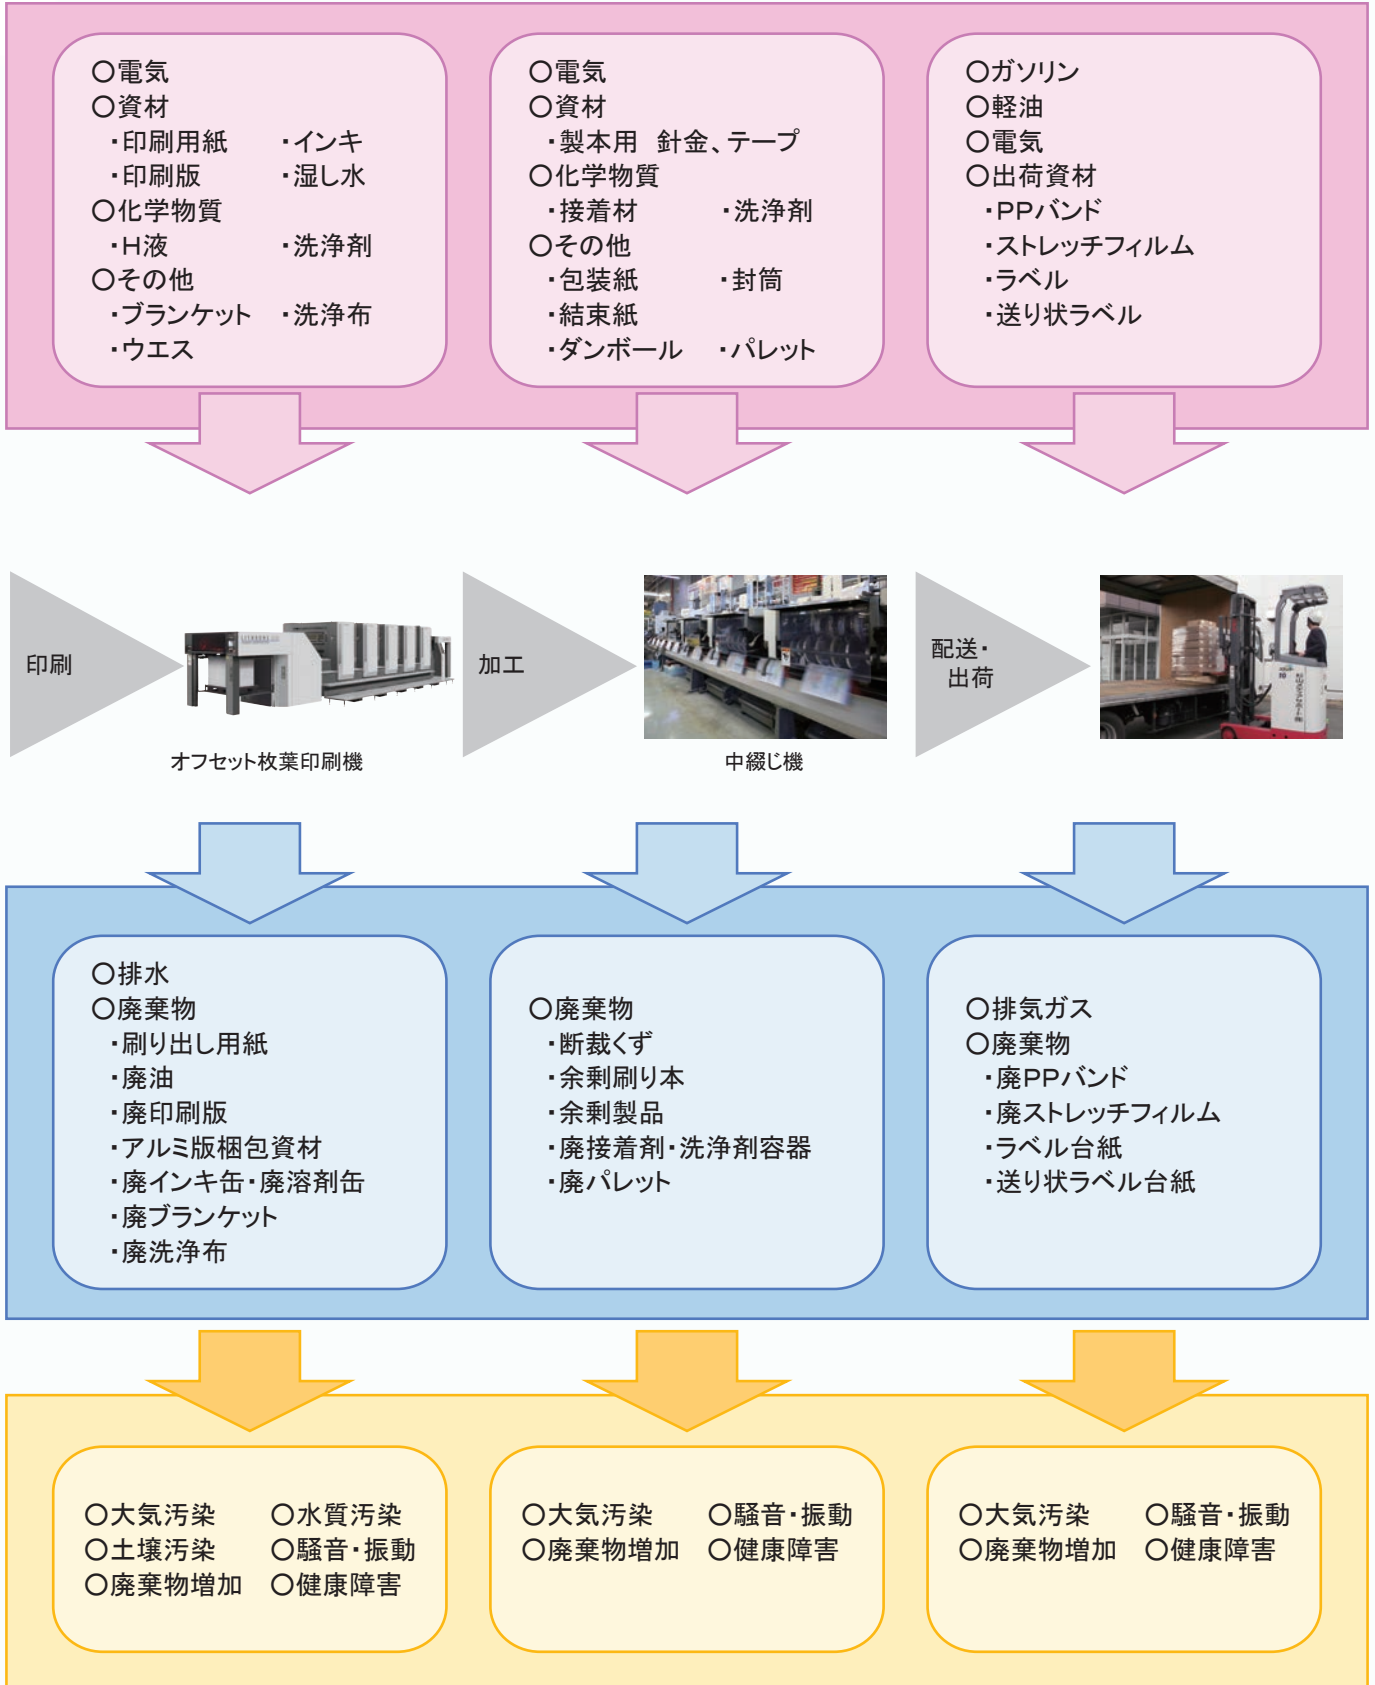 ○電気
○資材
・印刷用紙 ・インキ
・印刷版 ・湿し水
○化学物質
・H液 ・洗浄剤
○その他
・ブランケット ・洗浄布
・ウエス
○電気
○資材
・製本用 針金、テープ
○化学物質
・接着材 ・洗浄剤
○その他
・包装紙 ・封筒
・結束紙
・ダンボール ・パレット
○ガソリン
○軽油
○電気
○出荷資材
・PPバンド
・ストレッチフィルム
・ラベル
・送り状ラベル
印刷
オフセット枚葉印刷機
加工
中綴じ機
配送・
出荷
○排水
○廃棄物
・刷り出し用紙
・廃油
・廃印刷版
・アルミ版梱包資材
・廃インキ缶・廃溶剤缶
・廃ブランケット
・廃洗浄布
○廃棄物
・断裁くず
・余剰刷り本
・余剰製品
・廃接着剤・洗浄剤容器
・廃パレット
○排気ガス
○廃棄物
・廃PPバンド
・廃ストレッチフィルム
・ラベル台紙
・送り状ラベル台紙
○大気汚染 ○水質汚染
○土壌汚染 ○騒音・振動
○廃棄物増加 ○健康障害
○大気汚染 ○騒音・振動
○廃棄物増加 ○健康障害
○大気汚染 ○騒音・振動
○廃棄物増加 ○健康障害